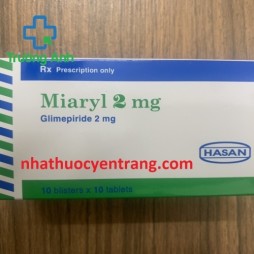 Rx Prescription only
Miaryl 2 mg
Glimepiride 2 mg
nhathuocyentrang.com
HASAN
10 blisters x 10 tablets